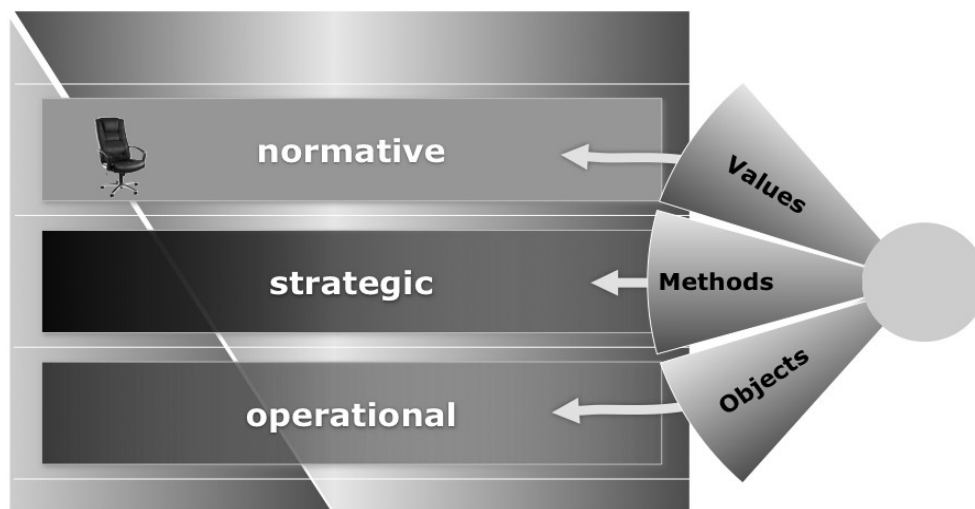 normative
Values
strategic
Methods
operational
Objects